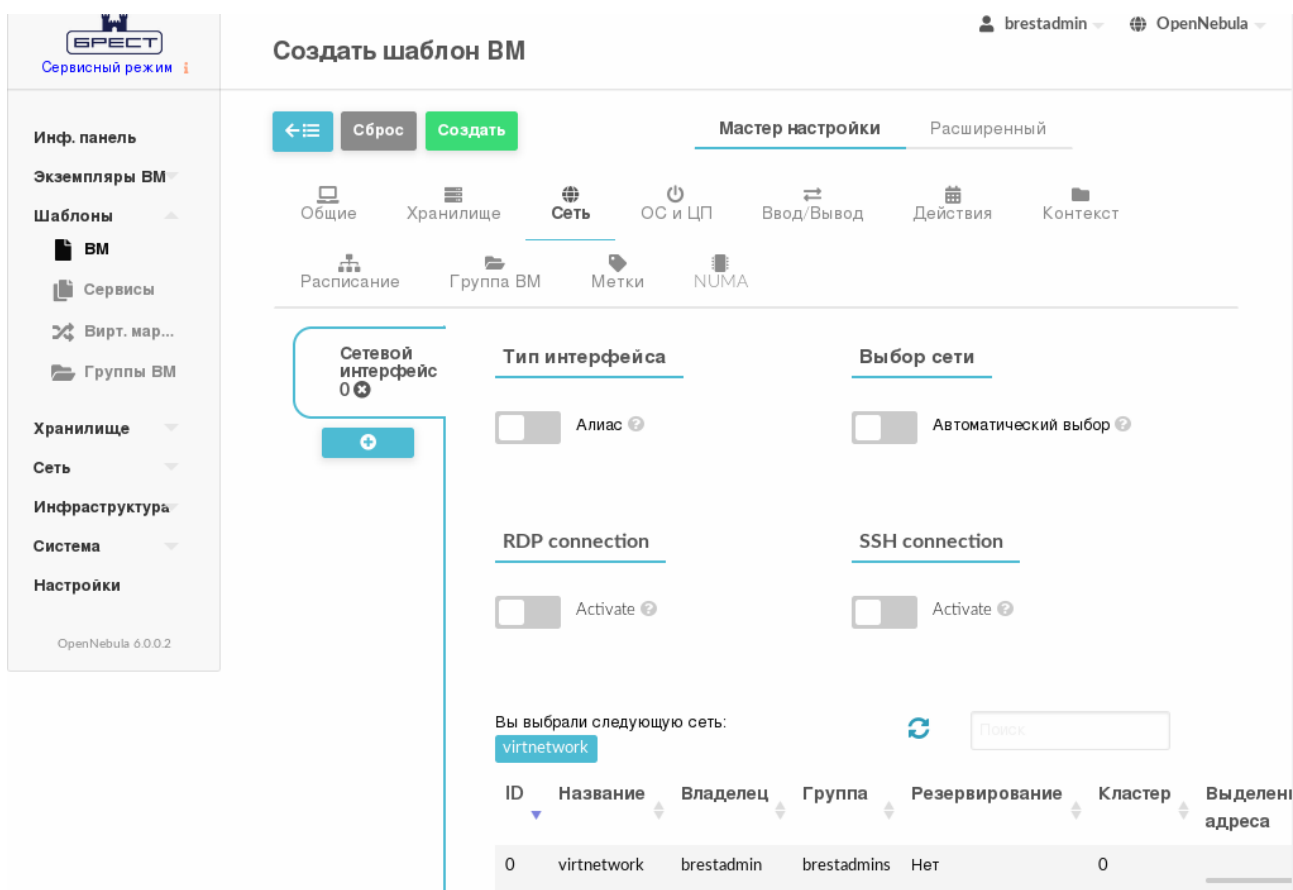 БРЕСТ
Сервисный режим i
brestadmin
OpenNebula
Создать шаблон ВМ
Инф. панель
Экземпляры ВМ
Шаблоны
ВМ
Сервисы
Вирт. мар...
Группы ВМ
Хранилище
Сеть
Инфраструктура
Система
Настройки
OpenNebula 6.0.0.2
Сброс
Создать
Мастер настройки
Расширенный
Общие
Хранилище
Сеть
ОС и ЦП
Ввод/Вывод
Действия
Контекст
Расписание
Группа ВМ
Метки
NUMA
Сетевой
интерфейс
0
Тип интерфейса
Выбор сети
Алиас
Автоматический выбор
RDP connection
SSH connection
Activate
Activate
Вы выбрали следующую сеть:
virtnetwork
Поиск
ID Название Владелец Группа Резервирование Кластер
адреса
0 virtnetwork brestadmin brestadmins Нет 0